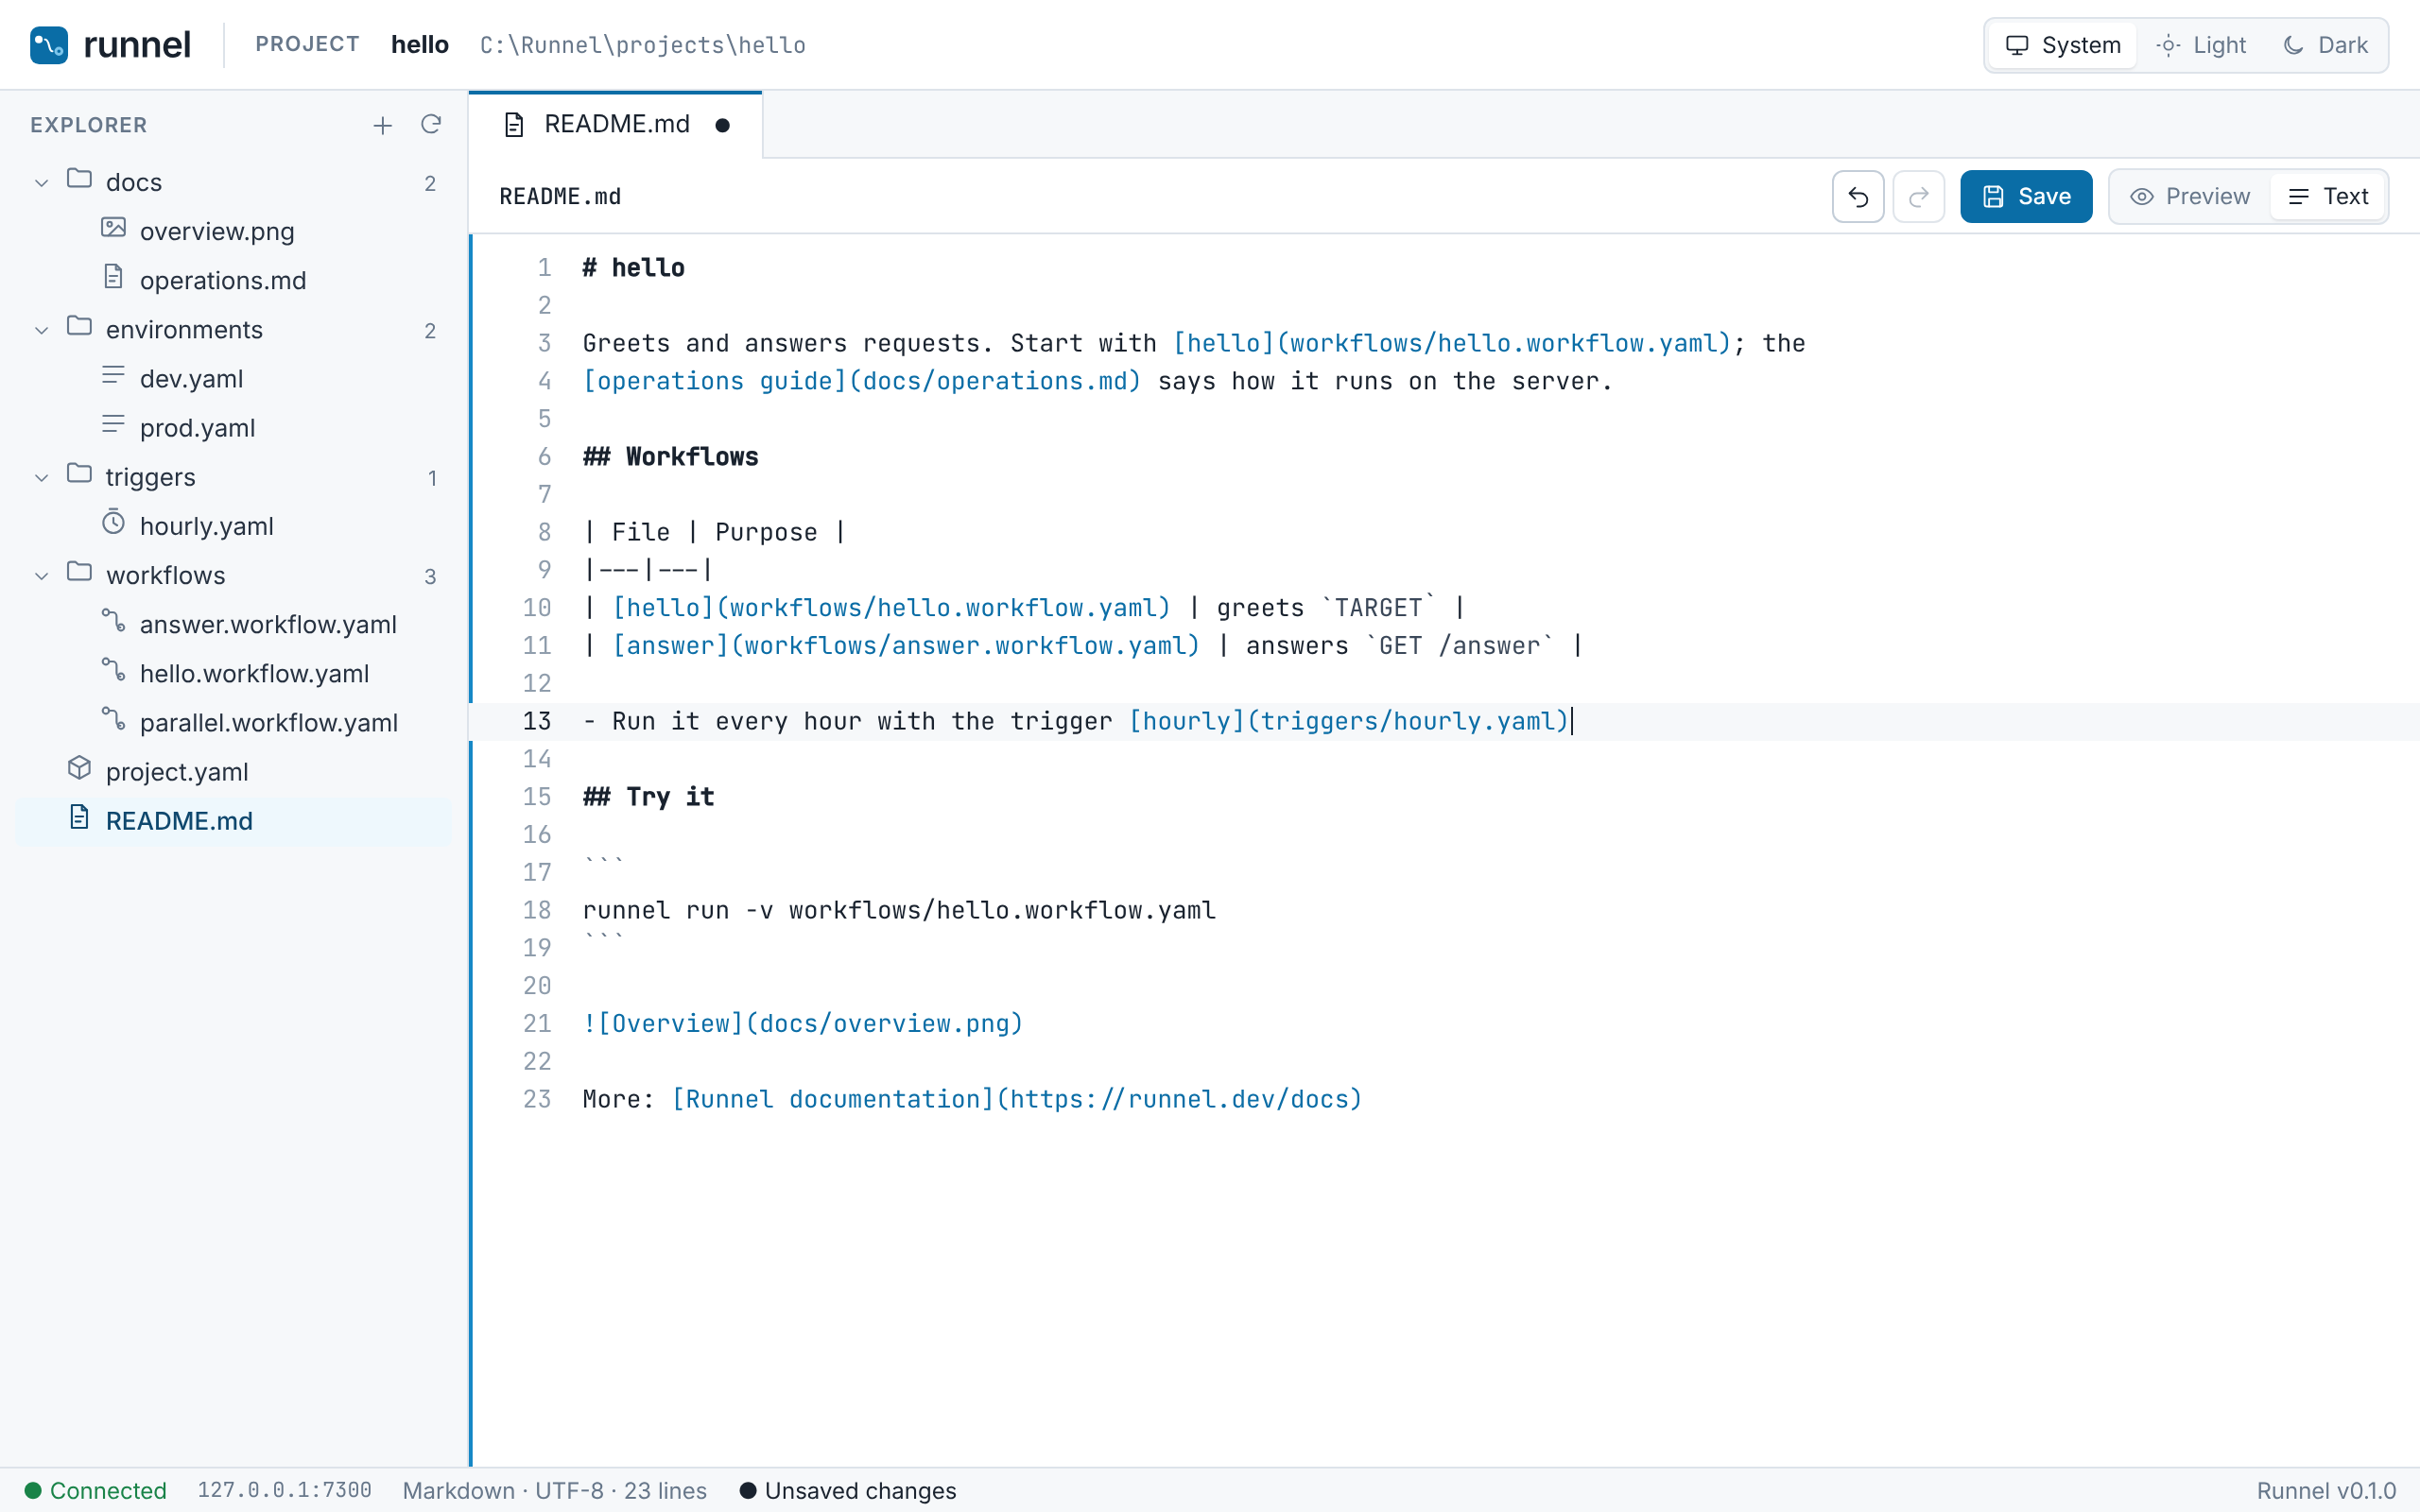 runnel PROJECT hello C:\Runnel\projects\hello System Light Dark
EXPLORER
docs 2
overview.png
operations.md
environments 2
dev.yaml
prod.yaml
triggers 1
hourly.yaml
workflows 3
answer.workflow.yaml
hello.workflow.yaml
parallel.workflow.yaml
project.yaml
README.md
README.md
README.md Save Preview Text
1 # hello
2
3 Greets and answers requests. Start with [hello](workflows/hello.workflow.yaml); the
4 [operations guide](docs/operations.md) says how it runs on the server.
5
6 ## Workflows
7
8 | File | Purpose |
9 |---|---|
10 | [hello](workflows/hello.workflow.yaml) | greets `TARGET` |
11 | [answer](workflows/answer.workflow.yaml) | answers `GET /answer` |
12
13 - Run it every hour with the trigger [hourly](triggers/hourly.yaml)
14
15 ## Try it
16
17 ```
18 runnel run -v workflows/hello.workflow.yaml
19 ```
20
21 ![Overview](docs/overview.png)
22
23 More: [Runnel documentation](https://runnel.dev/docs)
Connected 127.0.0.1:7300 Markdown · UTF-8 · 23 lines Unsaved changes Runnel v0.1.0